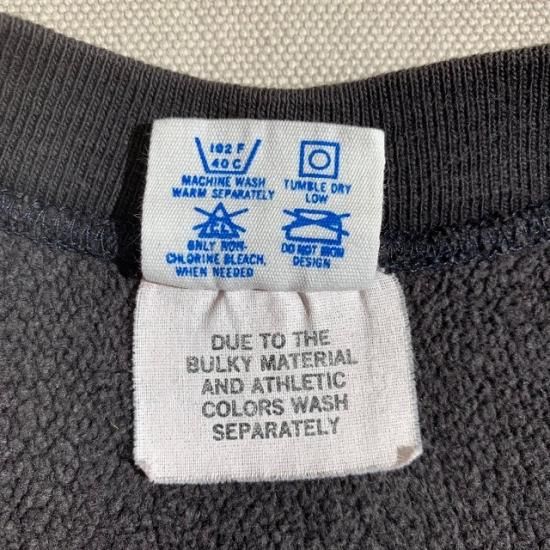 102 F
40 C
MACHINE WASH
WARM SEPARATELY
TUMBLE DRY
LOW
CL
ONLY NON-
CHLORINE BLEACH,
WHEN NEEDED
DO NOT IRON
DESIGN
DUE TO THE
BULKY MATERIAL
AND ATHLETIC
COLORS WASH
SEPARATELY